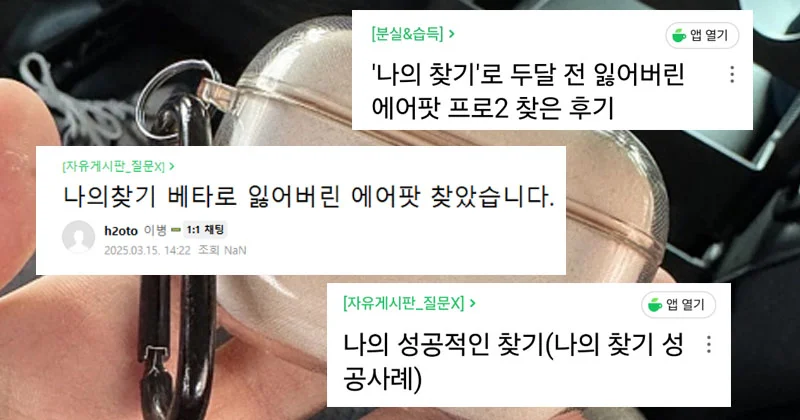 [분실&습득] >
앱 열기
'나의 찾기'로 두달 전 잃어버린
에어팟 프로2 찾은 후기
[자유게시판_질문X] >
나의찾기 베타로 잃어버린 에어팟 찾았습니다.
h2oto 이병 1:1 채팅
2025.03.15. 14:22 조회 NaN
[자유게시판_질문X] >
앱 열기
나의 성공적인 찾기(나의 찾기 성
공사례)